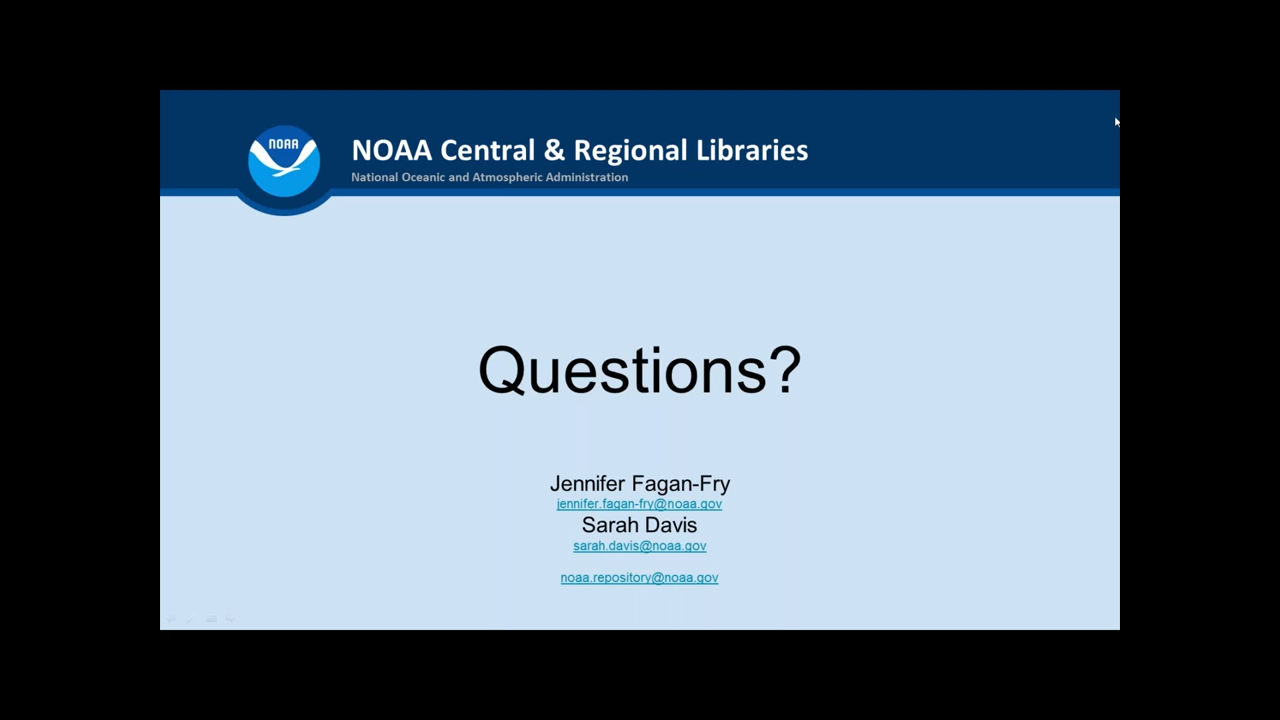 NOAA
NOAA Central & Regional Libraries
National Oceanic and Atmospheric Administration
Questions?
Jennifer Fagan-Fry
jennifer.fagan-fry@noaa.gov
Sarah Davis
sarah.davis@noaa.gov
noaa.repository@noaa.gov